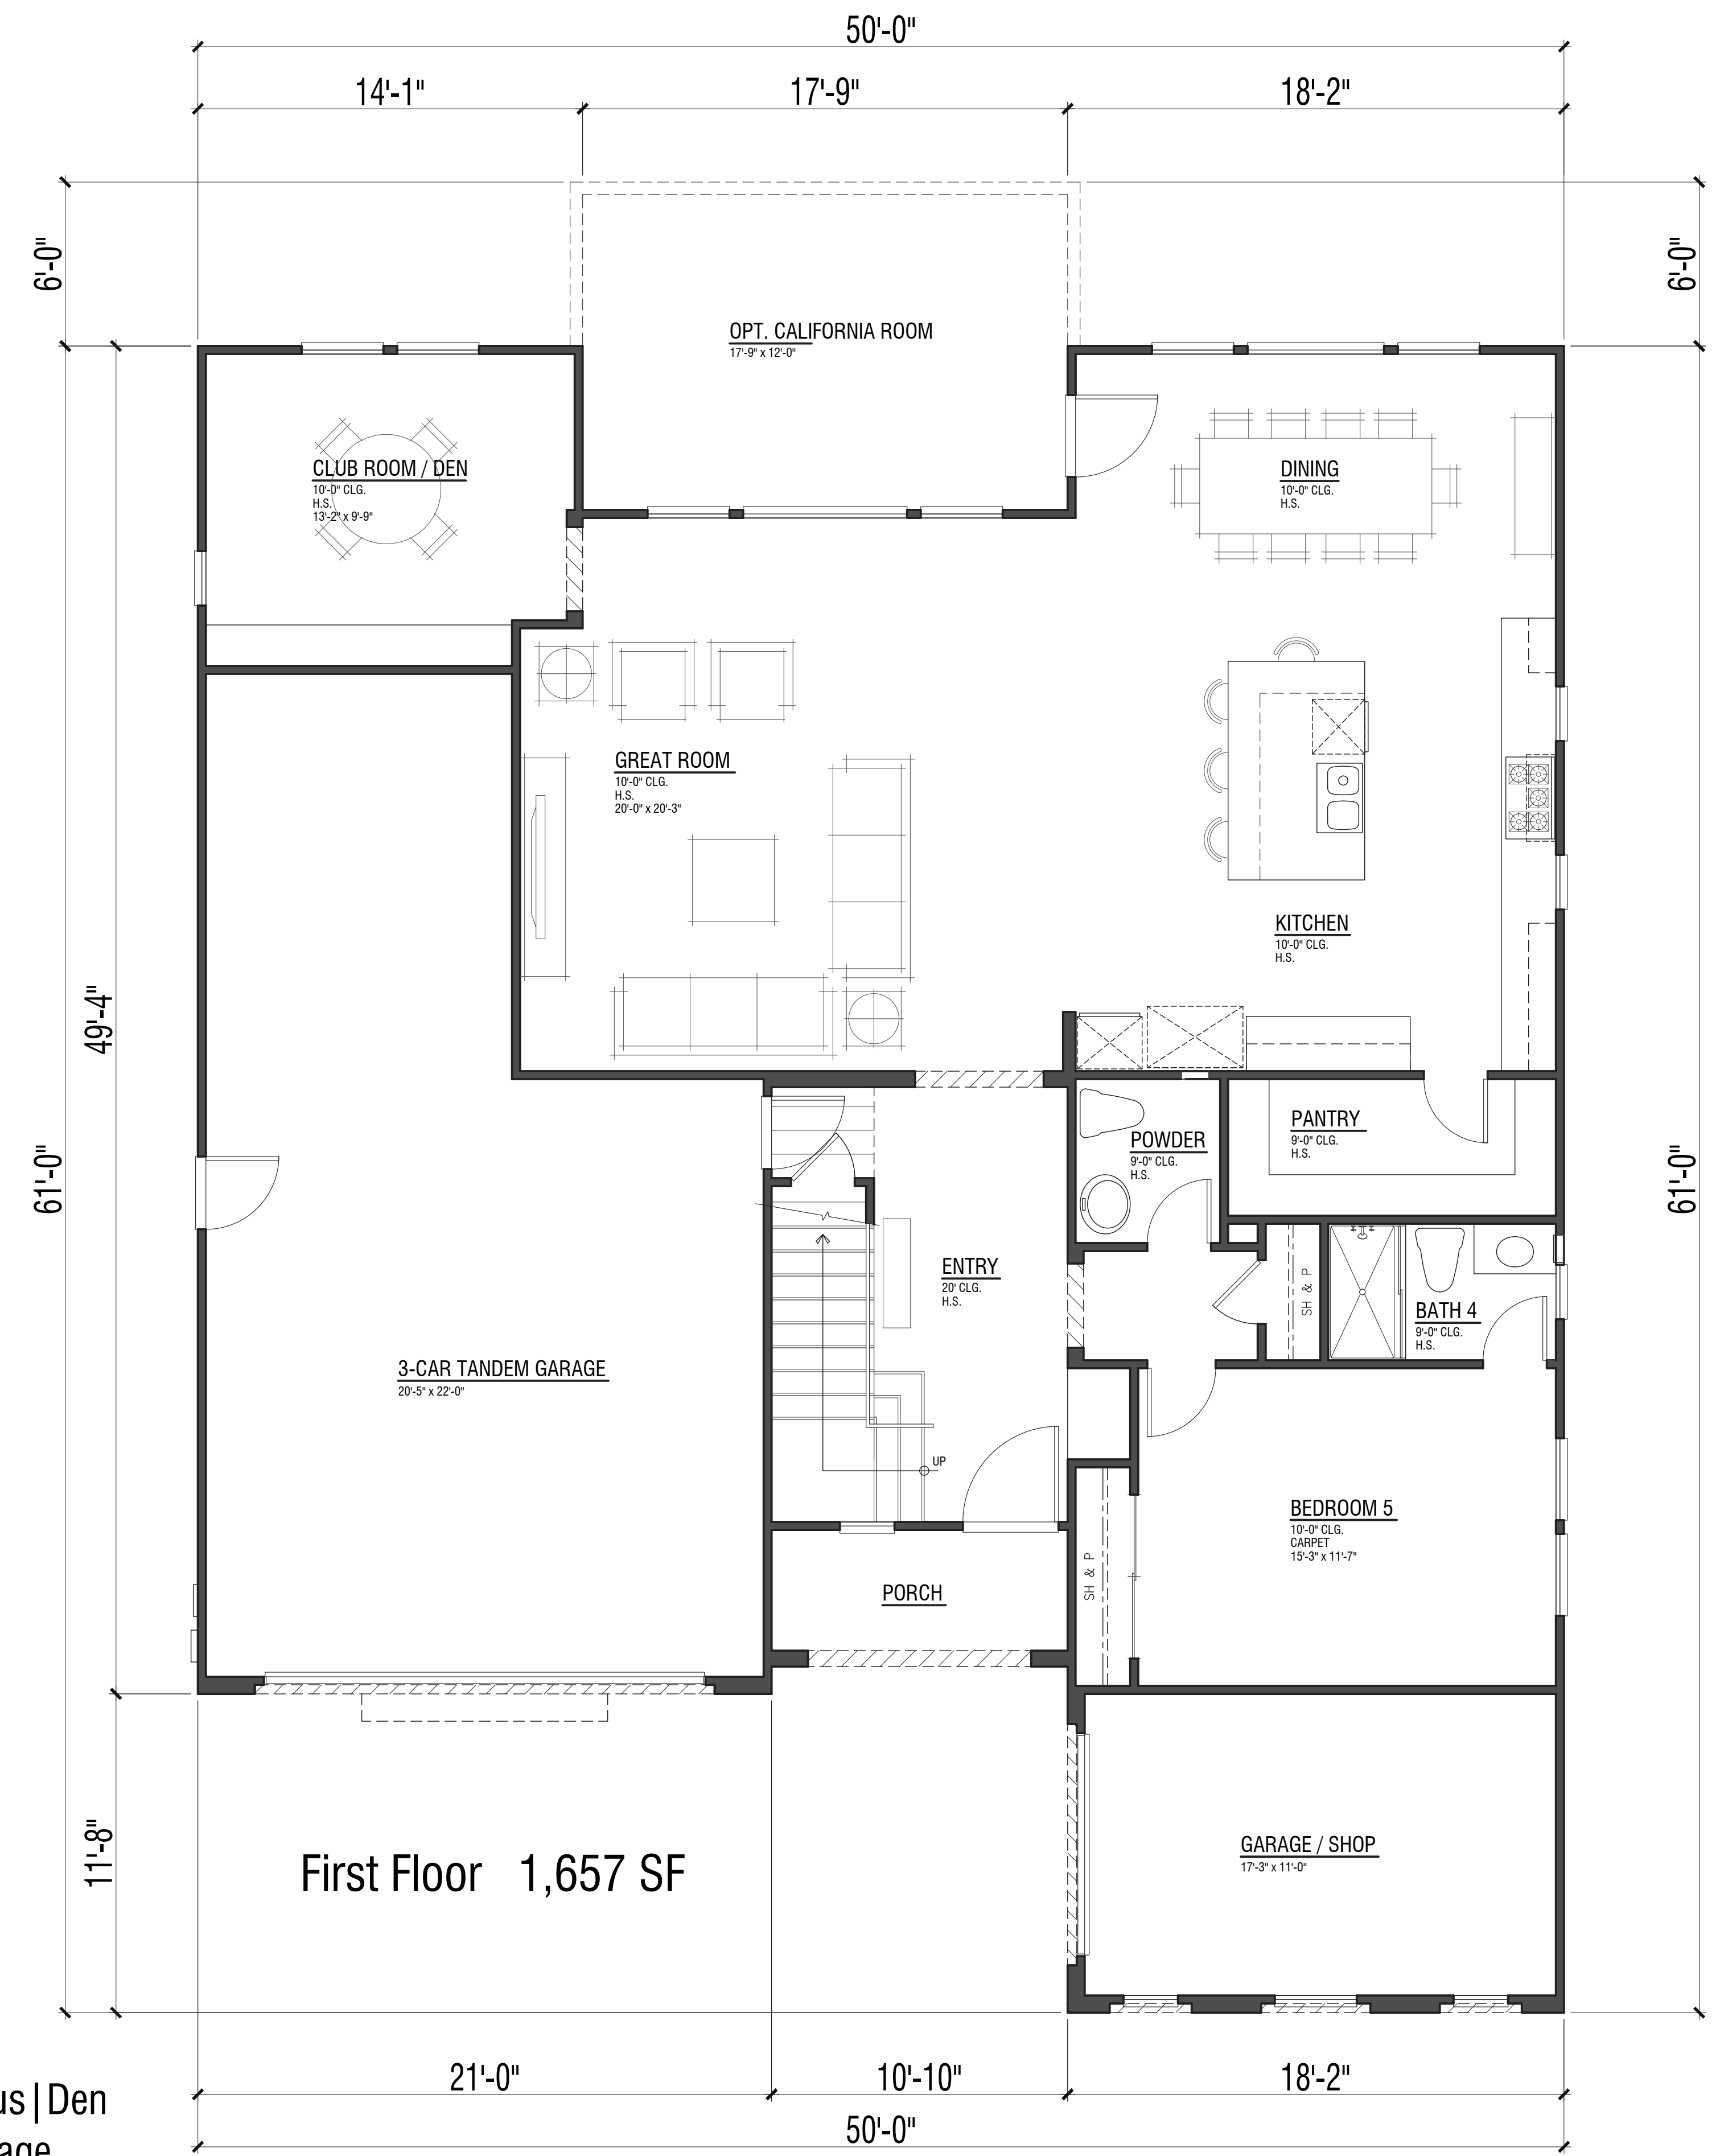 50'-0"
14'-1"
17'-9"
18'-2"
6'-0"
6'-0"
OPT. CALIFORNIA ROOM
17'-9" x 12'-0"
CLUB ROOM / DEN
10'-0" CLG.
H.S.
13'-2" x 9'-9"
DINING
10'-0" CLG.
H.S.
GREAT ROOM
10'-0" CLG.
H.S.
20'-0" x 20'-3"
KITCHEN
10'-0" CLG.
H.S.
49'-4"
61'-0"
61'-0"
POWDER
9'-0" CLG.
H.S.
PANTRY
9'-0" CLG.
H.S.
ENTRY
20' CLG.
H.S.
SH & P
BATH 4
9'-0" CLG.
H.S.
3-CAR TANDEM GARAGE
20'-5" x 22'-0"
UP
BEDROOM 5
10'-0" CLG.
CARPET
15'-3" x 11'-7"
SH & P
PORCH
11'-8"
First Floor 1,657 SF
GARAGE / SHOP
17'-3" x 11'-0"
21'-0"
10'-10"
18'-2"
us|Den
50'-0"